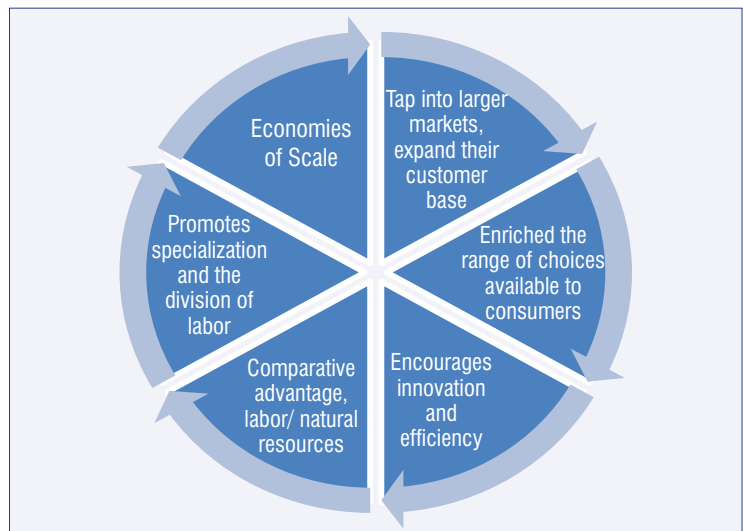 Economies
of Scale
Tap into larger
markets,
expand their
customer
base
Enriched the
range of choices
available to
consumers
Encourages
innovation
and
efficiency
Comparative
advantage,
labor/ natural
resources
Promotes
specialization
and the
division of
labor